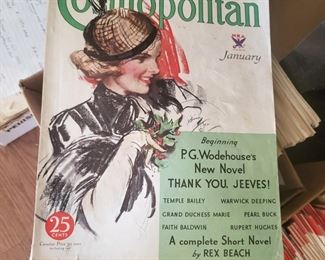 Cosmopolitan
January
Beginning
P.G. Wodehouse's
New Novel
THANK YOU, JEEVES!
TEMPLE BAILEY WARWICK DEEPING
GRAND DUCHESS MARIE PEARL BUCK
FAITH BALDWIN RUPERT HUGHES
A complete Short Novel
by REX BEACH
25
CENTS